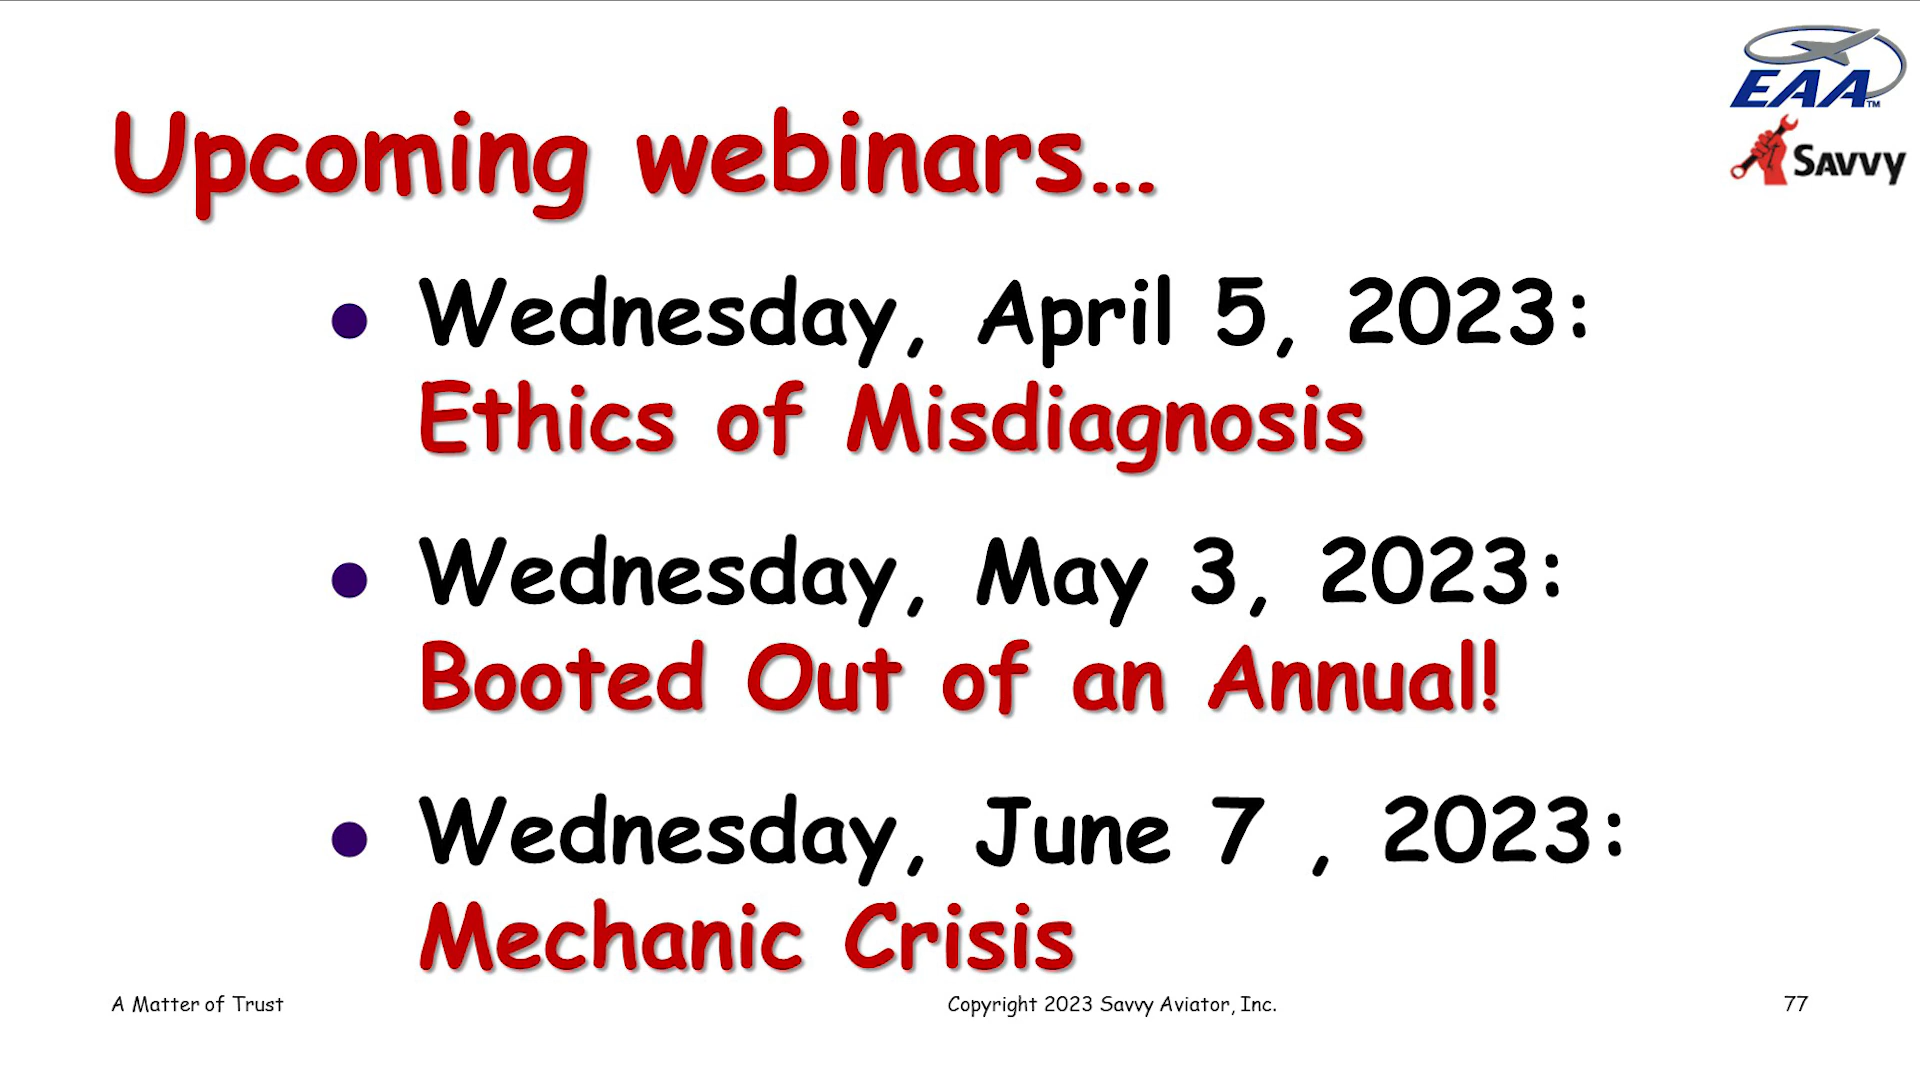 EAA™
SAVVY
Upcoming webinars...
• Wednesday, April 5, 2023:
Ethics of Misdiagnosis
• Wednesday, May 3, 2023:
Booted Out of an Annual!
• Wednesday, June 7 , 2023:
Mechanic Crisis
A Matter of Trust
Copyright 2023 Savvy Aviator, Inc.
77